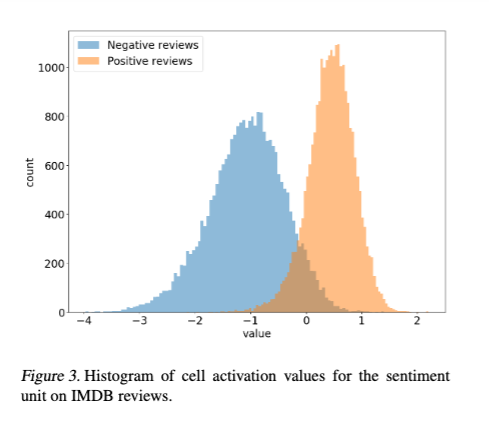 Negative reviews
Positive reviews
1000
800
600
400
200
0
count
−4 −3 −2 −1 0 1 2
value
Figure 3. Histogram of cell activation values for the sentiment
unit on IMDB reviews.